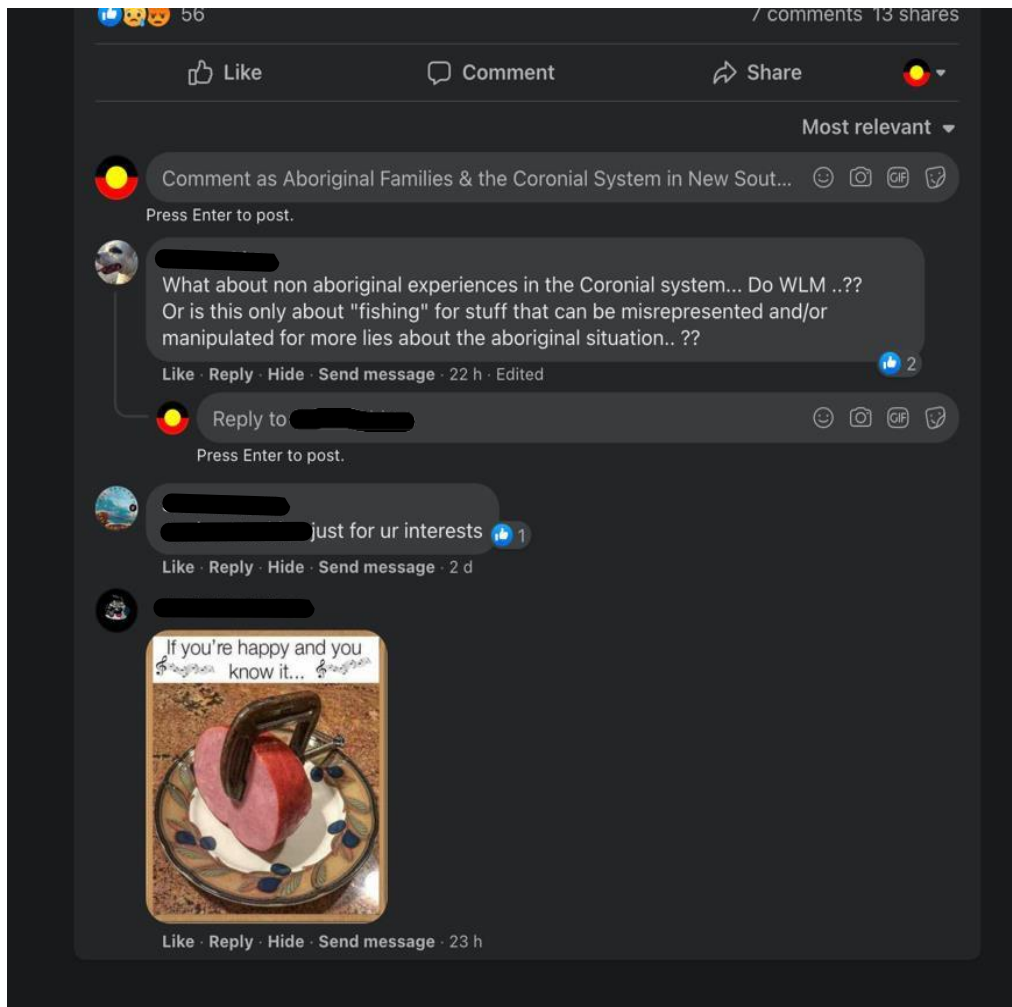 56
7 comments 13 shares
Like
Comment
Share
Most relevant
Comment as Aboriginal Families & the Coronial System in New Sout...
GIF
Press Enter to post.
What about non aboriginal experiences in the Coronial system... Do WLM ..??
Or is this only about "fishing" for stuff that can be misrepresented and/or
manipulated for more lies about the aboriginal situation.. ??
2
Like · Reply · Hide · Send message · 22 h · Edited
Reply to
GIF
Press Enter to post.
just for ur interests
1
Like · Reply · Hide · Send message · 2 d
If you're happy and you
know it...
Like · Reply · Hide · Send message · 23 h